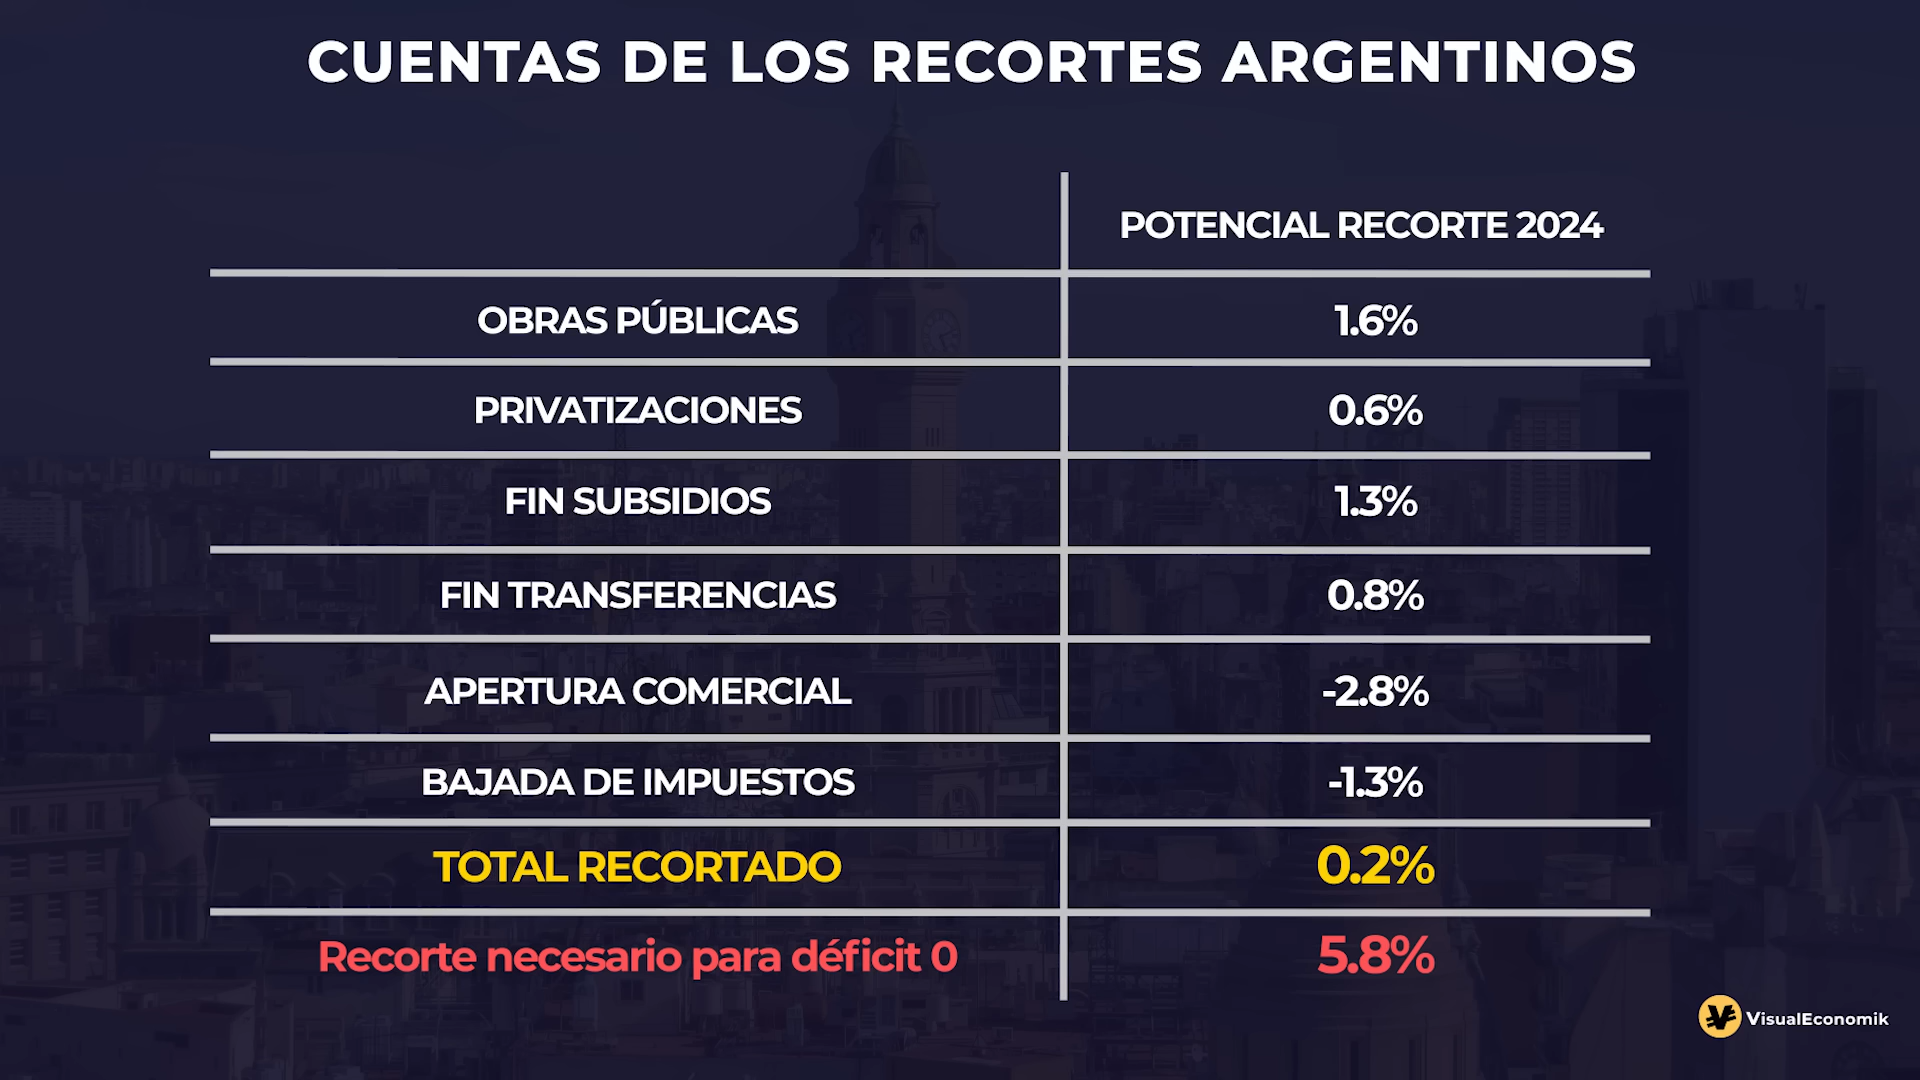 CUENTAS DE LOS RECORTES ARGENTINOS
POTENCIAL RECORTE 2024
OBRAS PÚBLICAS 1.6%
PRIVATIZACIONES 0.6%
FIN SUBSIDIOS 1.3%
FIN TRANSFERENCIAS 0.8%
APERTURA COMERCIAL -2.8%
BAJADA DE IMPUESTOS -1.3%
TOTAL RECORTADO 0.2%
Recorte necesario para déficit 0 5.8%
VisualEconomik